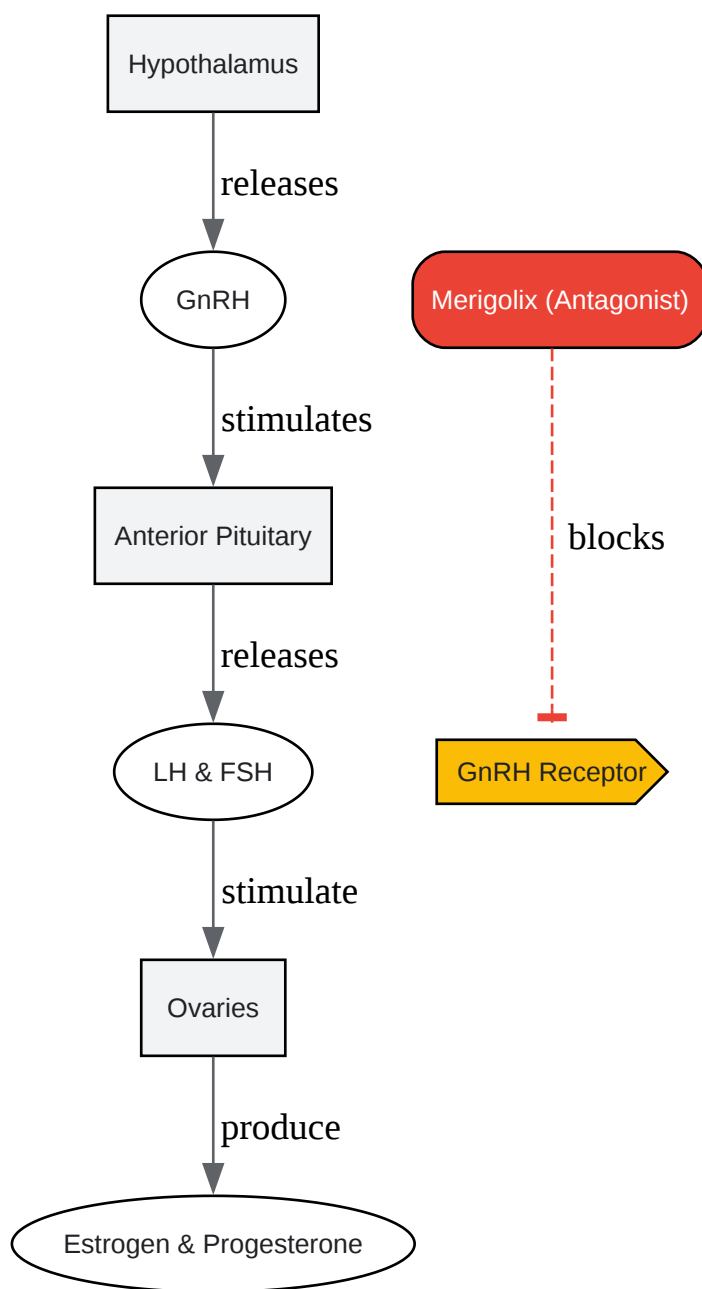 Hypothalamus
releases
GnRH
Merigolix (Antagonist)
stimulates
Anterior Pituitary
blocks
releases
LH & FSH
GnRH Receptor
stimulate
Ovaries
produce
Estrogen & Progesterone